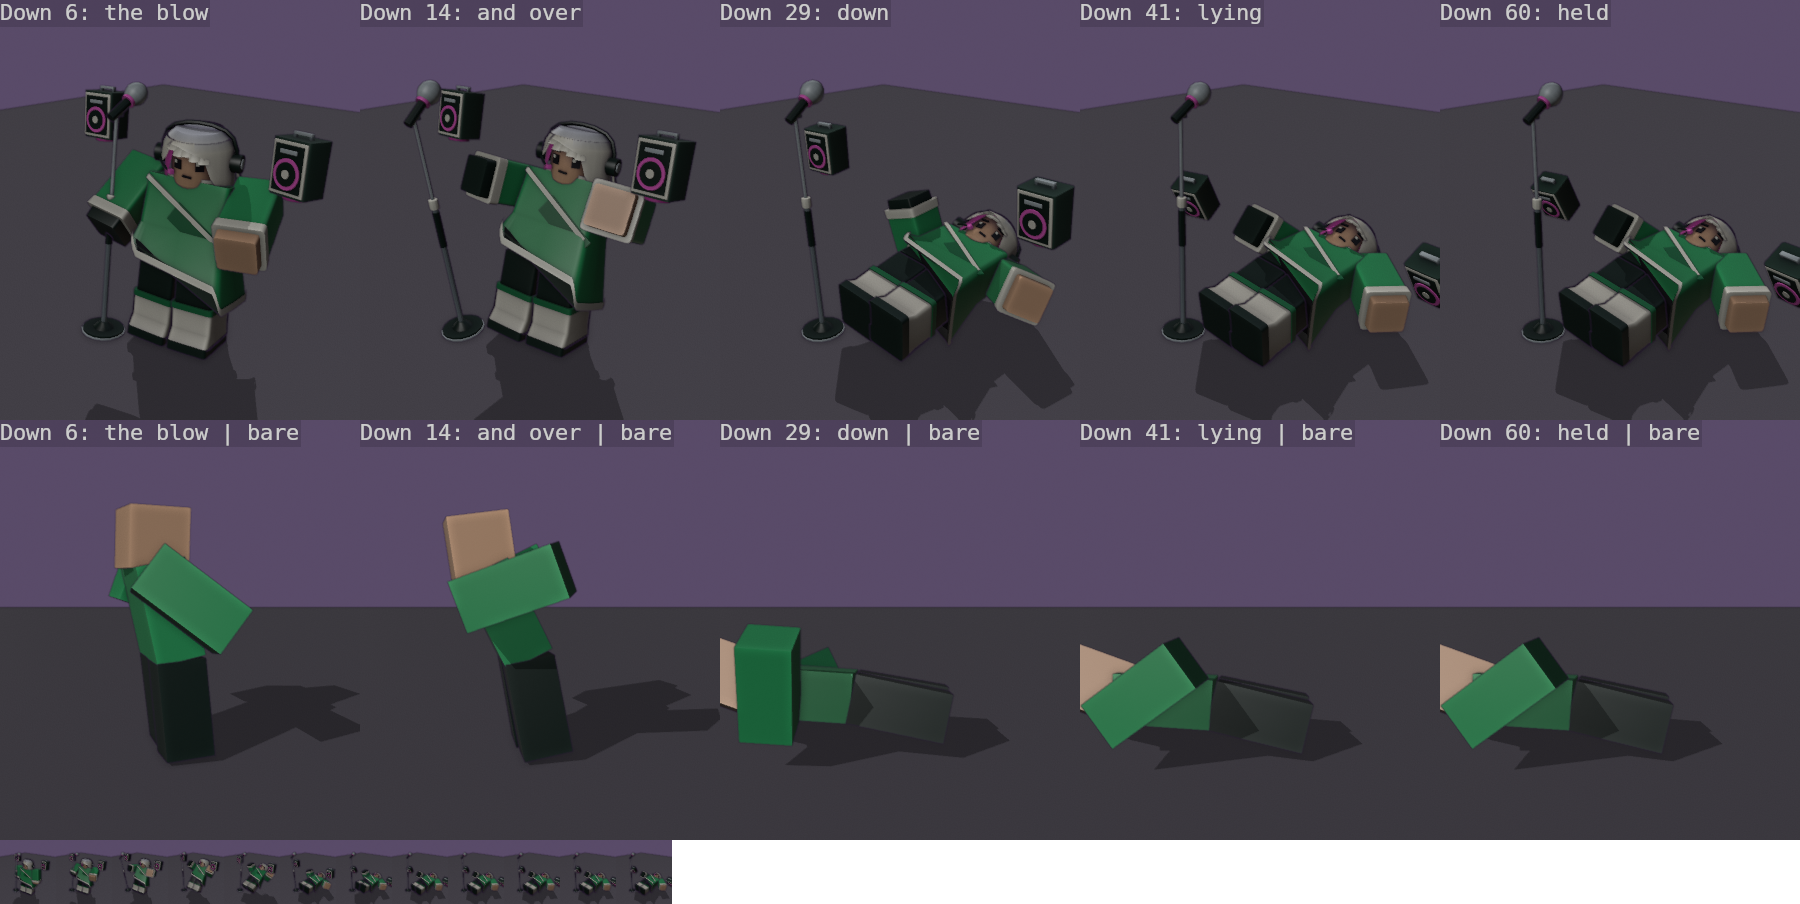 Down 6: the blow
Down 14: and over
Down 29: down
Down 41: lying
Down 60: held
Down 6: the blow | bare
Down 14: and over | bare
Down 29: down | bare
Down 41: lying | bare
Down 60: held | bare